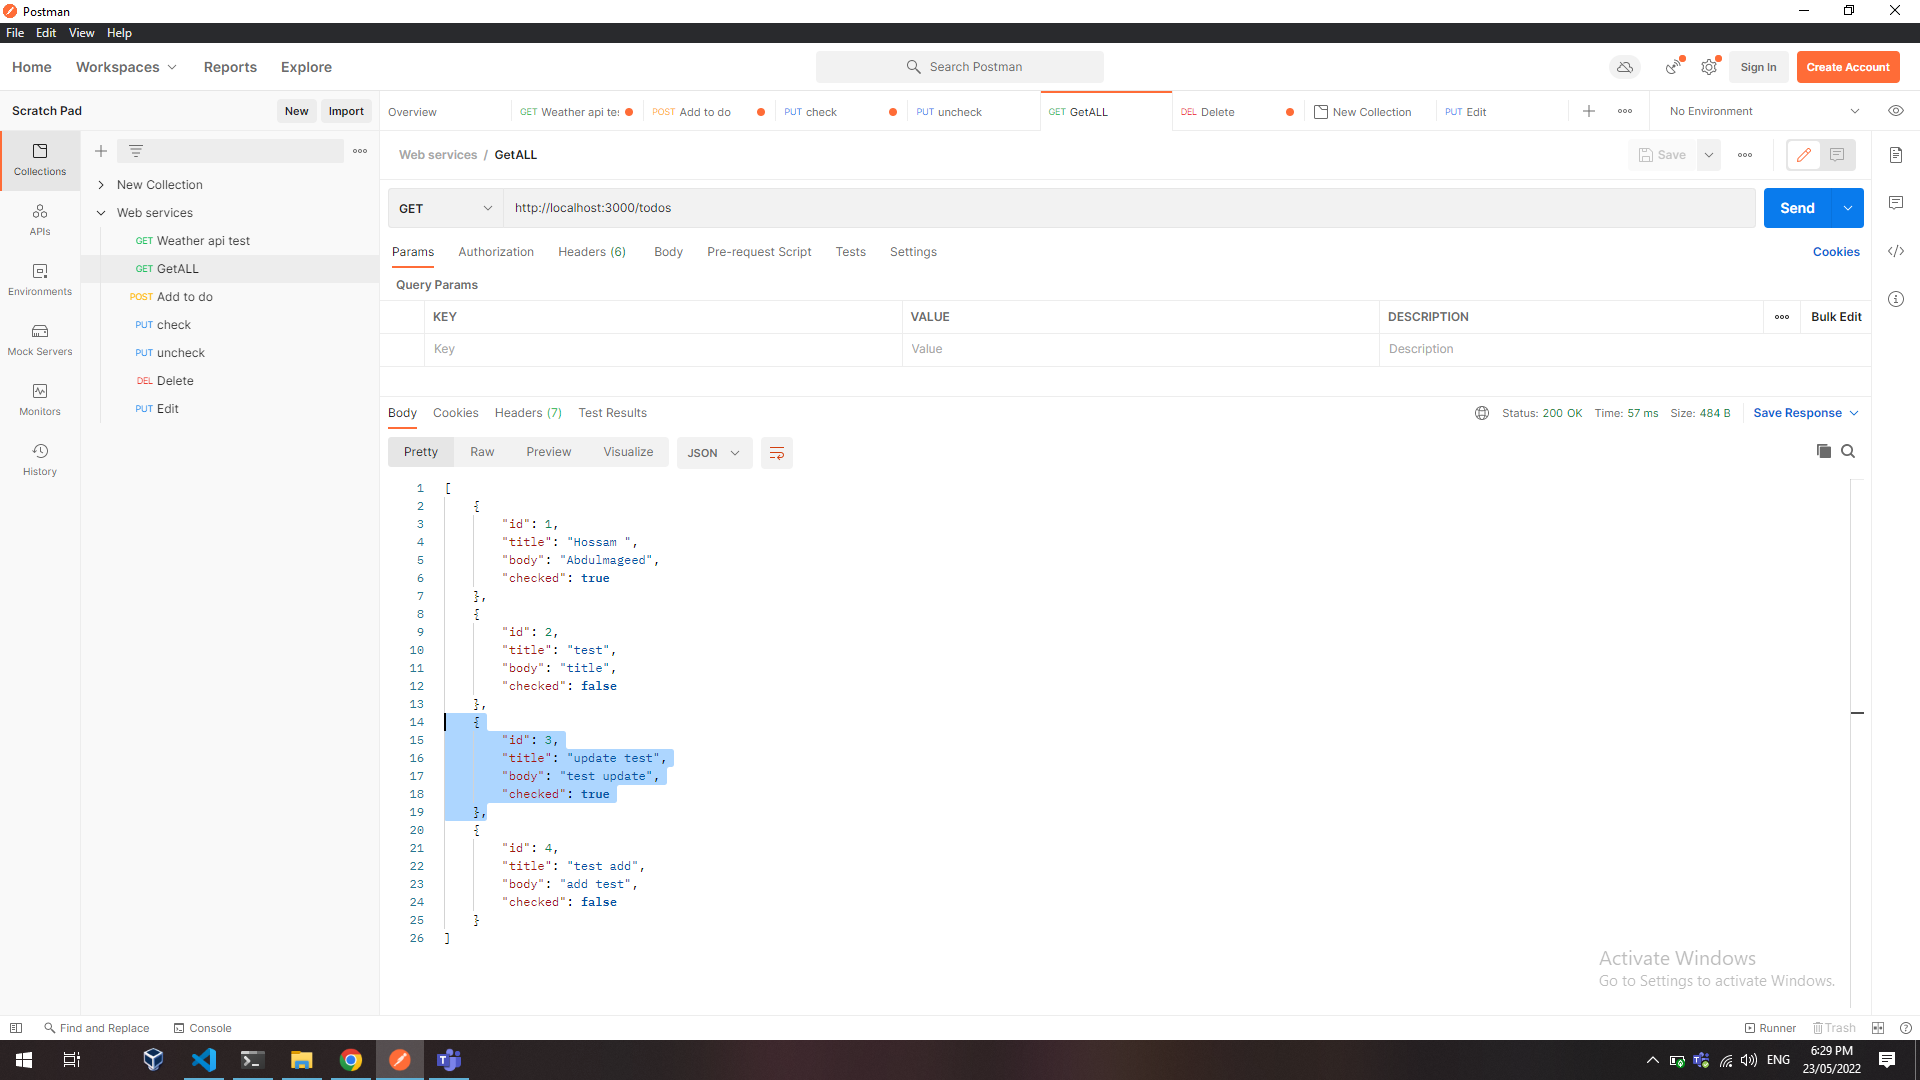 Postman
File Edit View Help
Home Workspaces Reports Explore Search Postman Sign In Create Account
Scratch Pad New Import
Overview GET Weather api tes POST Add to do PUT check PUT uncheck GET GetALL DEL Delete New Collection PUT Edit No Environment
Collections
APIs
Environments
Mock Servers
Monitors
History
New Collection
Web services
GET Weather api test
GET GetALL
POST Add to do
PUT check
PUT uncheck
DEL Delete
PUT Edit
Web services / GetALL Save
GET http://localhost:3000/todos Send
Params Authorization Headers (6) Body Pre-request Script Tests Settings Cookies
Query Params
KEY VALUE DESCRIPTION Bulk Edit
Key Value Description
Body Cookies Headers (7) Test Results Status: 200 OK Time: 57 ms Size: 484 B Save Response
Pretty Raw Preview Visualize JSON
1 [
2 {
3 "id": 1,
4 "title": "Hossam ",
5 "body": "Abdulmageed",
6 "checked": true
7 },
8 {
9 "id": 2,
10 "title": "test",
11 "body": "title",
12 "checked": false
13 },
14 {
15 "id": 3,
16 "title": "update test",
17 "body": "test update",
18 "checked": true
19 },
20 {
21 "id": 4,
22 "title": "test add",
23 "body": "add test",
24 "checked": false
25 }
26 ]
Activate Windows
Go to Settings to activate Windows.
Find and Replace Console Runner Trash
ENG 6:29 PM
23/05/2022